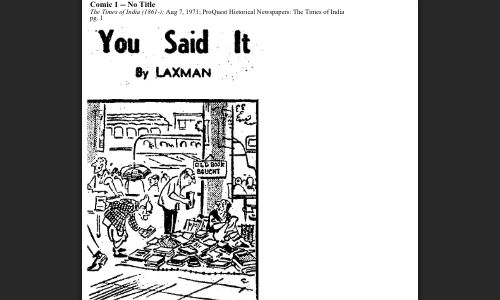 Comic 1 -- No Title
The Times of India (1861-); Aug 7, 1971; ProQuest Historical Newspapers: The Times of India
pg. 1
You Said It
By LAXMAN
OLD BOOKS
BOUGHT